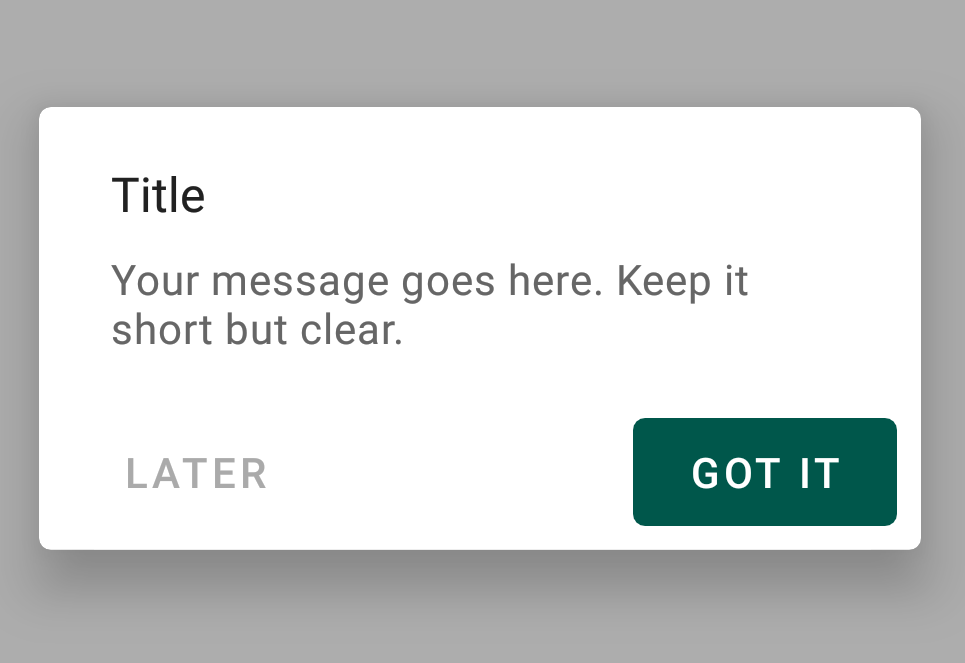 Title
Your message goes here. Keep it
short but clear.
LATER
GOT IT